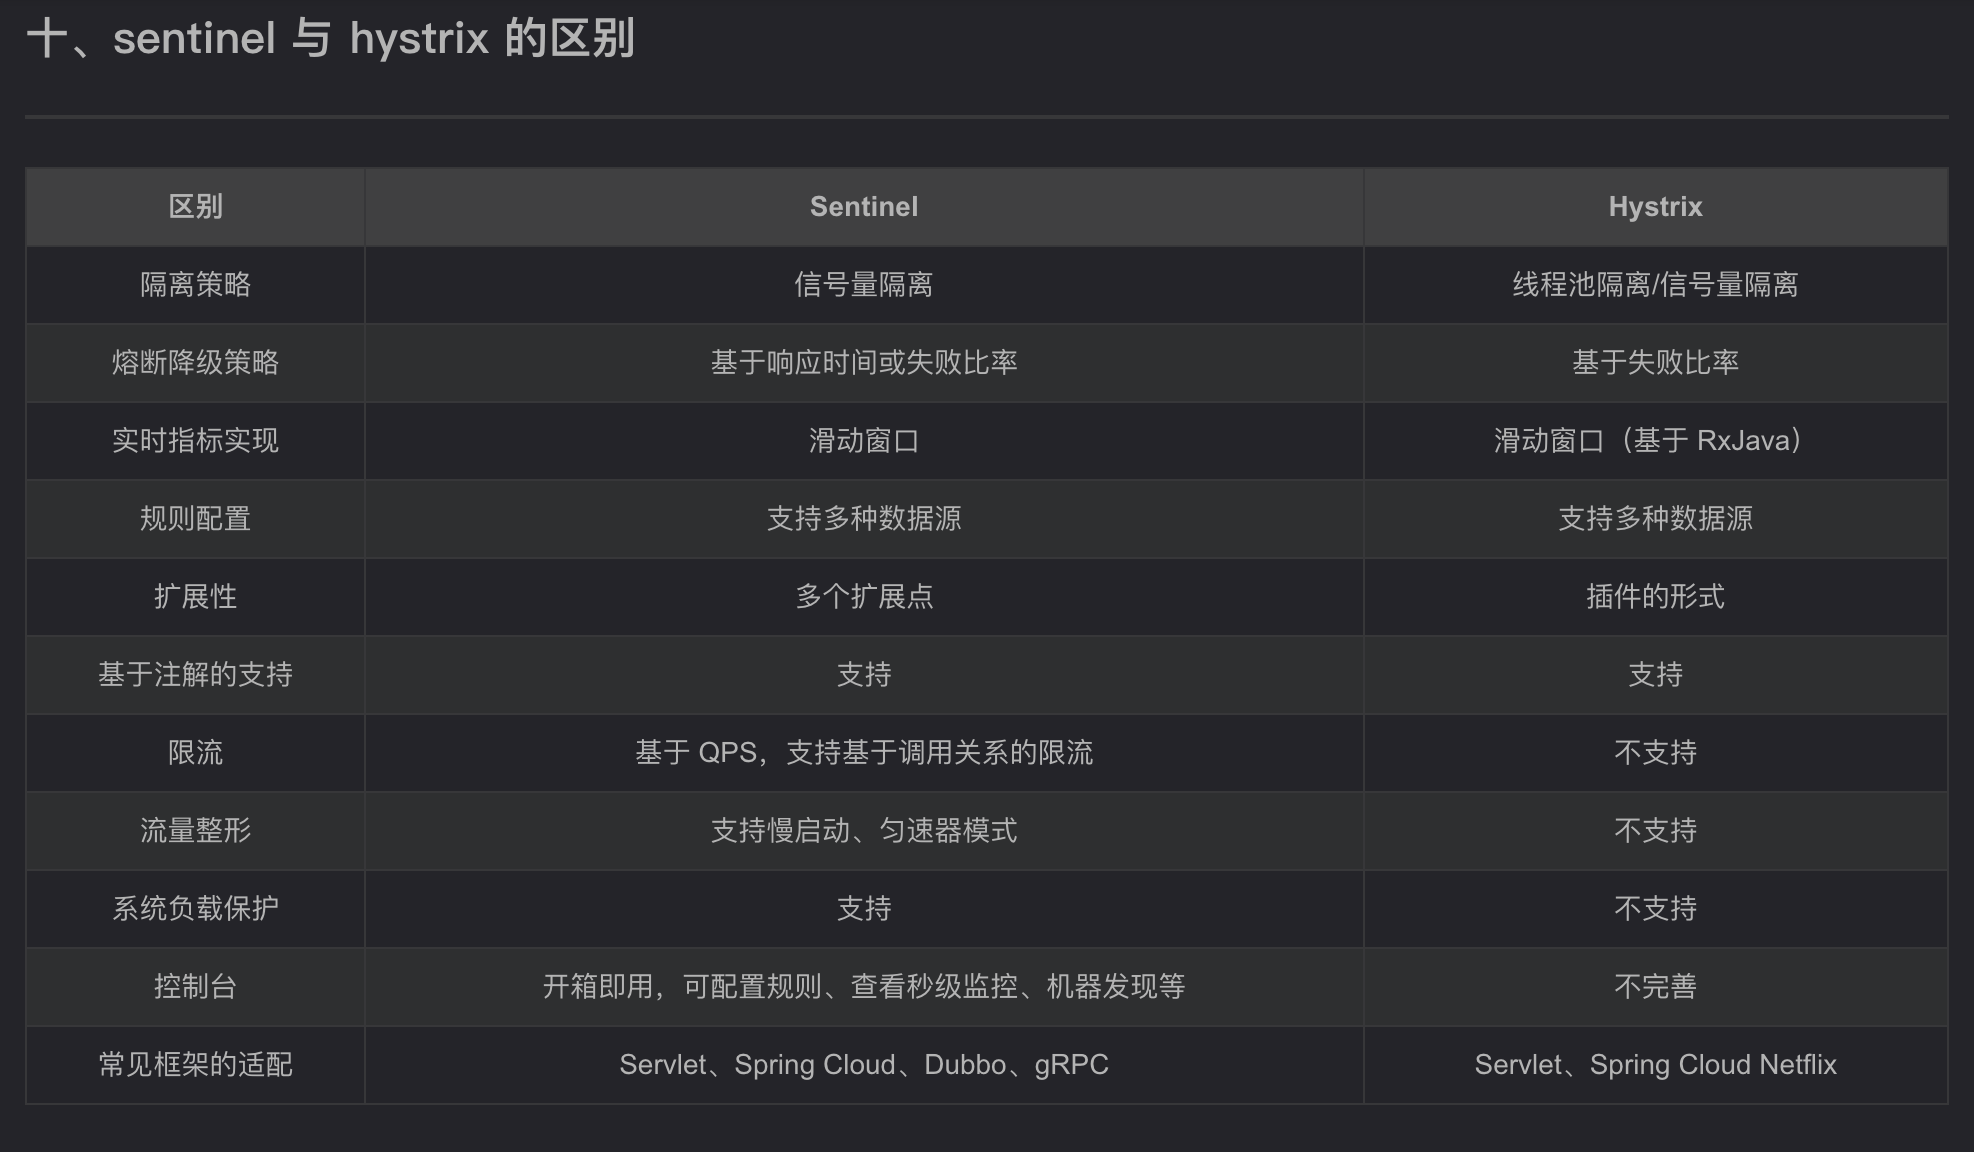 十、sentinel 与 hystrix 的区别
区别 Sentinel Hystrix
隔离策略 信号量隔离 线程池隔离/信号量隔离
熔断降级策略 基于响应时间或失败比率 基于失败比率
实时指标实现 滑动窗口 滑动窗口（基于 RxJava）
规则配置 支持多种数据源 支持多种数据源
扩展性 多个扩展点 插件的形式
基于注解的支持 支持 支持
限流 基于 QPS，支持基于调用关系的限流 不支持
流量整形 支持慢启动、匀速器模式 不支持
系统负载保护 支持 不支持
控制台 开箱即用，可配置规则、查看秒级监控、机器发现等 不完善
常见框架的适配 Servlet、Spring Cloud、Dubbo、gRPC Servlet、Spring Cloud Netflix